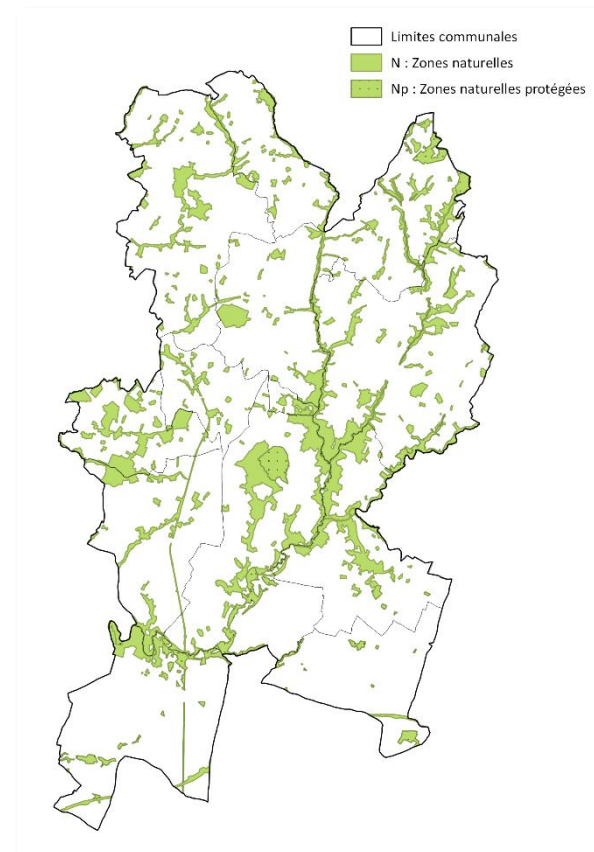 Limites communales
N : Zones naturelles
Np : Zones naturelles protégées